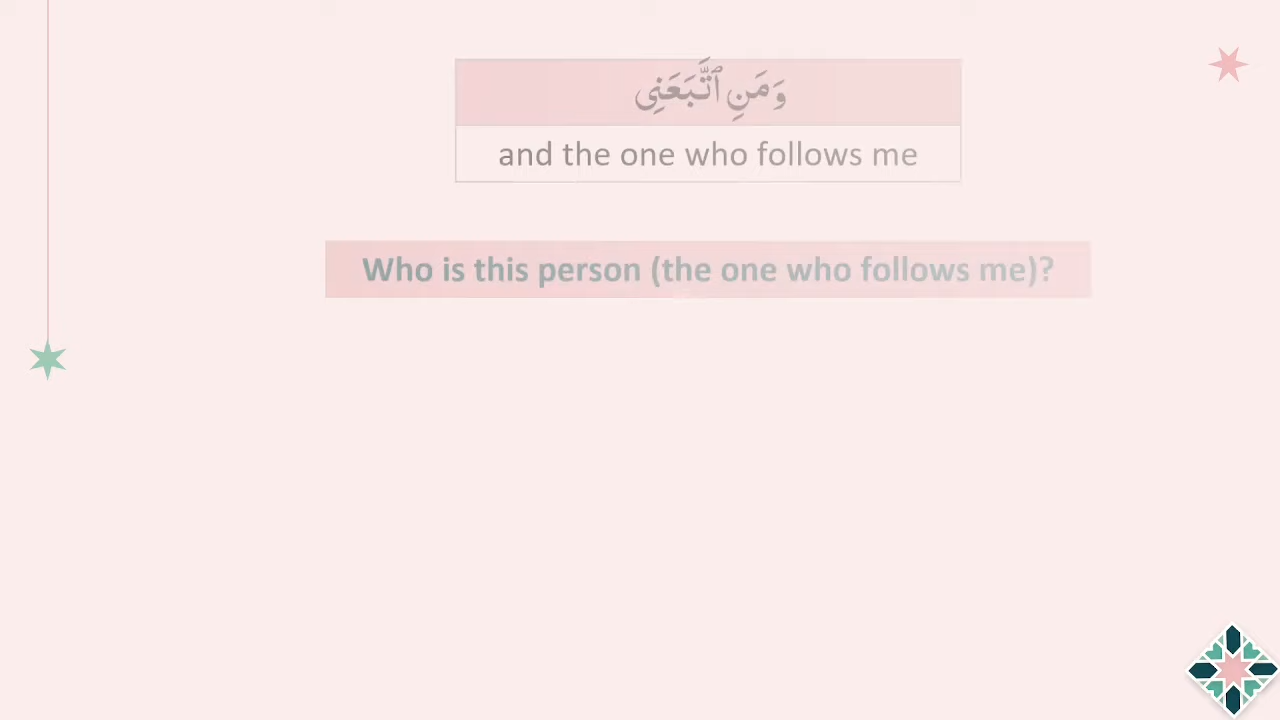 وَمَنِ ٱتَّبَعَنِى
and the one who follows me
Who is this person (the one who follows me)?